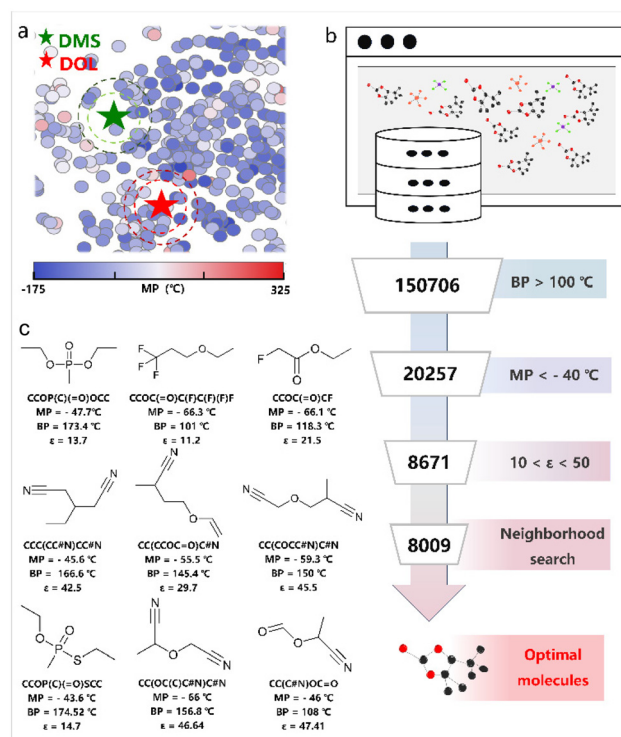 a
DMS
DOL
-175
325
MP (℃)
b
150706
BP > 100 ℃
20257
MP < - 40 ℃
8671
10 < ε < 50
8009
Neighborhood
search
Optimal
molecules
c
O
O
P
O
CCOP(C)(=O)OCC
MP = - 47.7℃
BP = 173.4 ℃
ε = 13.7
F
F
F
O
CCOC(=O)C(F)C(F)(F)F
MP = - 66.3 ℃
BP = 101 ℃
ε = 11.2
F
O
O
CCOC(=O)CF
MP = - 66.1 ℃
BP = 118.3 ℃
ε = 21.5
N
N
CCC(CC#N)CC#N
MP = - 45.6 ℃
BP = 166.6 ℃
ε = 42.5
N
O
CC(CCOC=O)C#N
MP = - 55.5 ℃
BP = 145.4 ℃
ε = 29.7
N
O
N
CC(COCC#N)C#N
MP = - 59.3 ℃
BP = 150 ℃
ε = 45.5
O
O
P
S
CCOP(C)(=O)SCC
MP = - 43.6 ℃
BP = 174.52 ℃
ε = 14.7
N
O
N
CC(OC(C)C#N)C#N
MP = - 66 ℃
BP = 156.8 ℃
ε = 46.64
O
O
N
CC(C#N)OC=O
MP = - 46 ℃
BP = 108 ℃
ε = 47.41